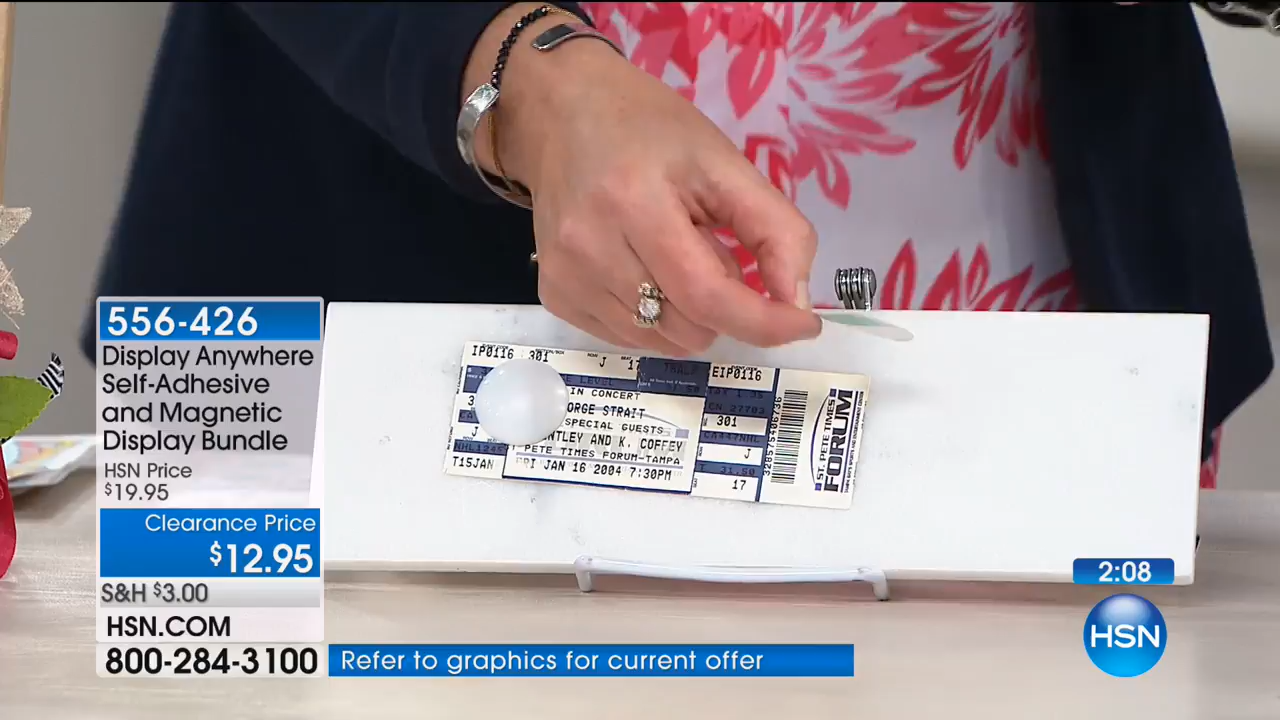 556-426
Display Anywhere
Self-Adhesive
and Magnetic
Display Bundle
HSN Price
$19.95
Clearance Price
$12.95
S&H $3.00
HSN.COM
800-284-3100
Refer to graphics for current offer
2:08
HSN
IP0116 301 J 17
EIP0116
IN CONCERT
ORGE STRAIT
SPECIAL GUESTS
NTLEY AND K. COFFEY
PETE TIMES FORUM-TAMPA
FRI JAN 16 2004 7:30PM
T15JAN
301
J
17
ST. PETE TIMES
FORUM